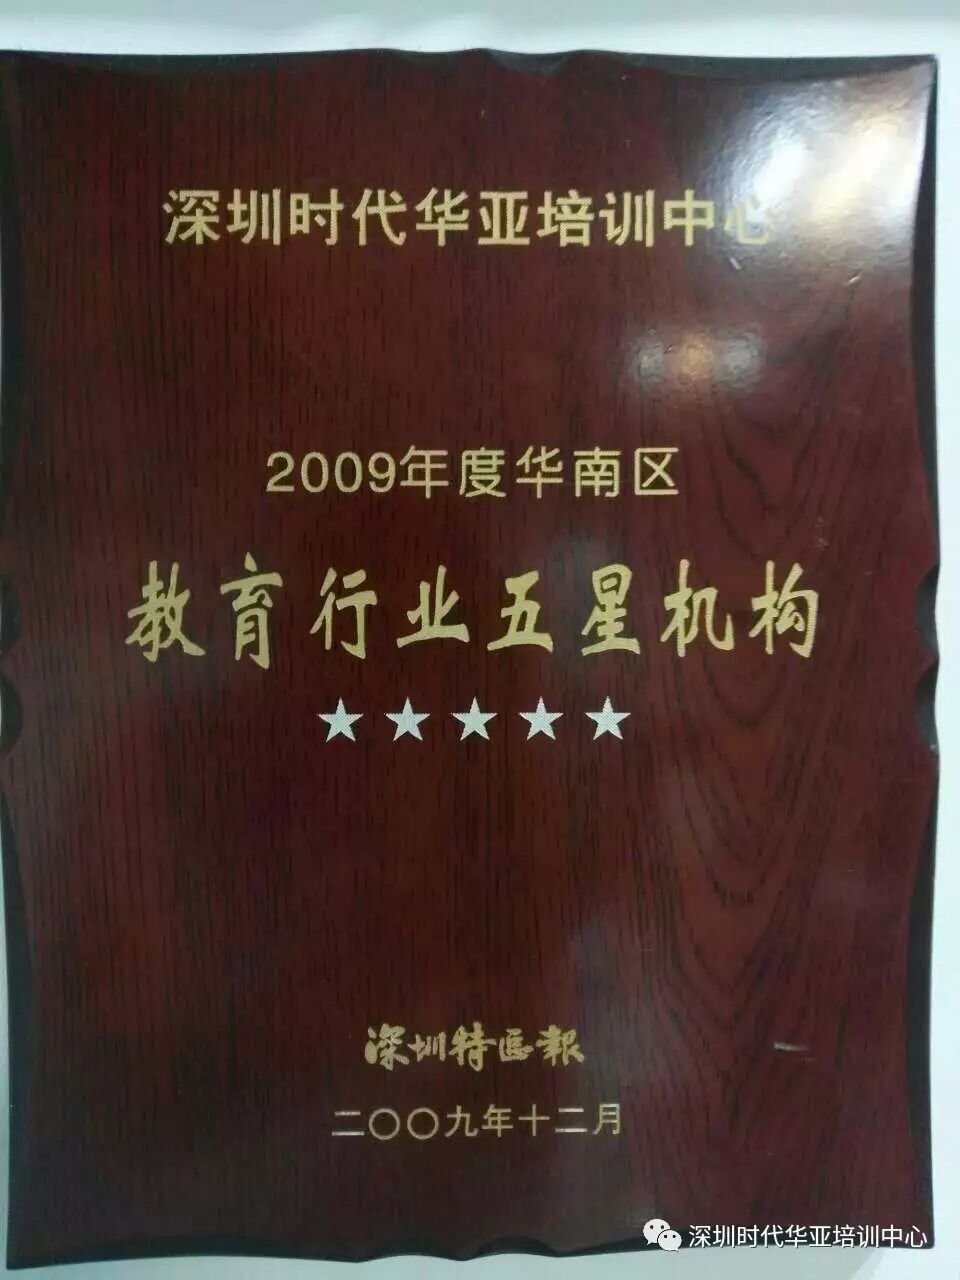 深圳时代华亚培训中心
2009年度华南区
教育行业五星机构
★★★★★
深圳特區報
二〇〇九年十二月
深圳时代华亚培训中心